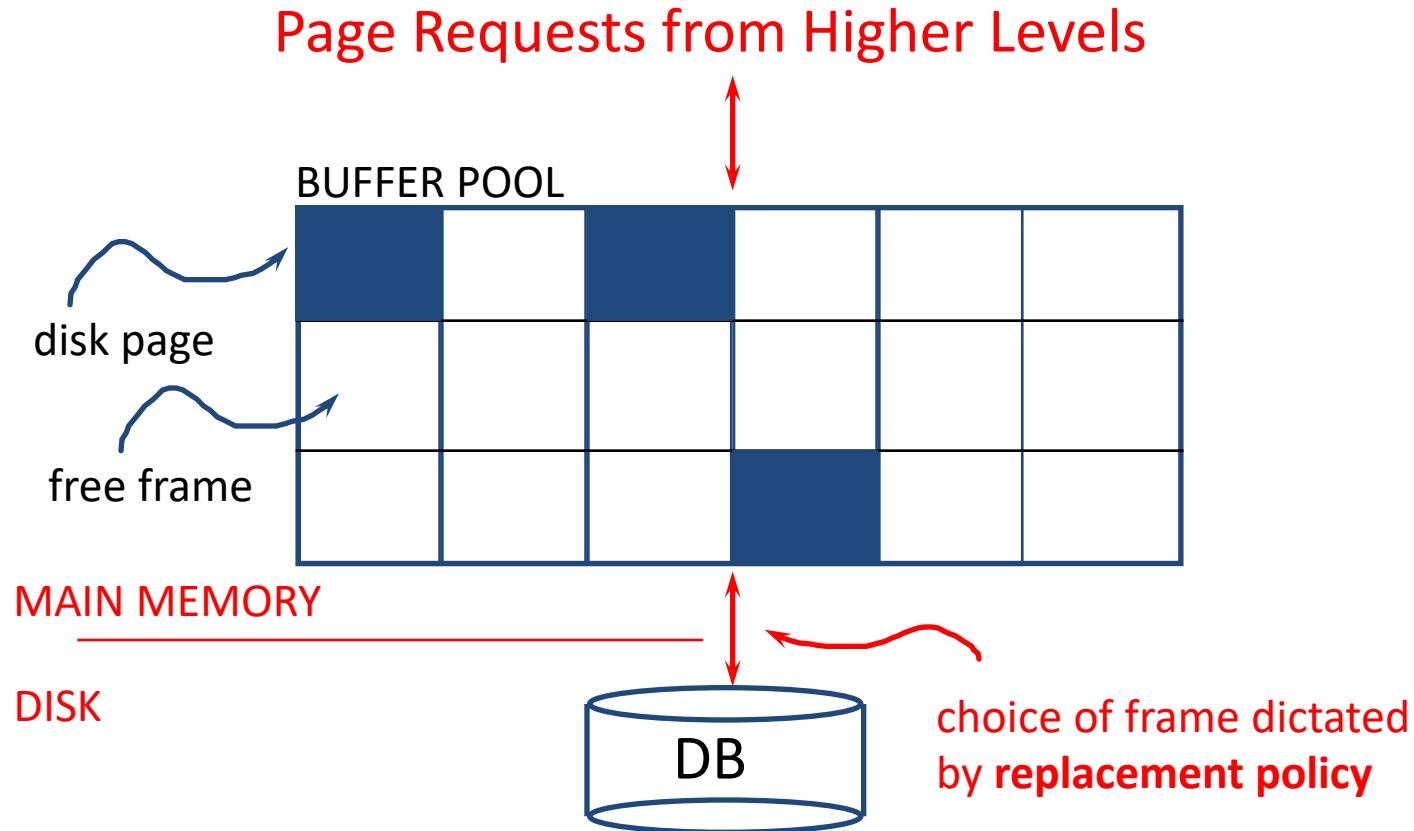 Page Requests from Higher Levels
BUFFER POOL
disk page
free frame
MAIN MEMORY
DISK
DB
choice of frame dictated
by replacement policy